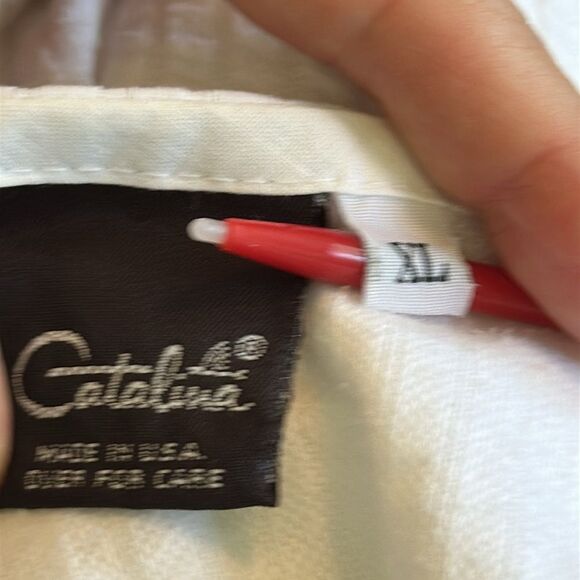 Catalina®
MADE IN U.S.A.
OVER FOR CARE
XL